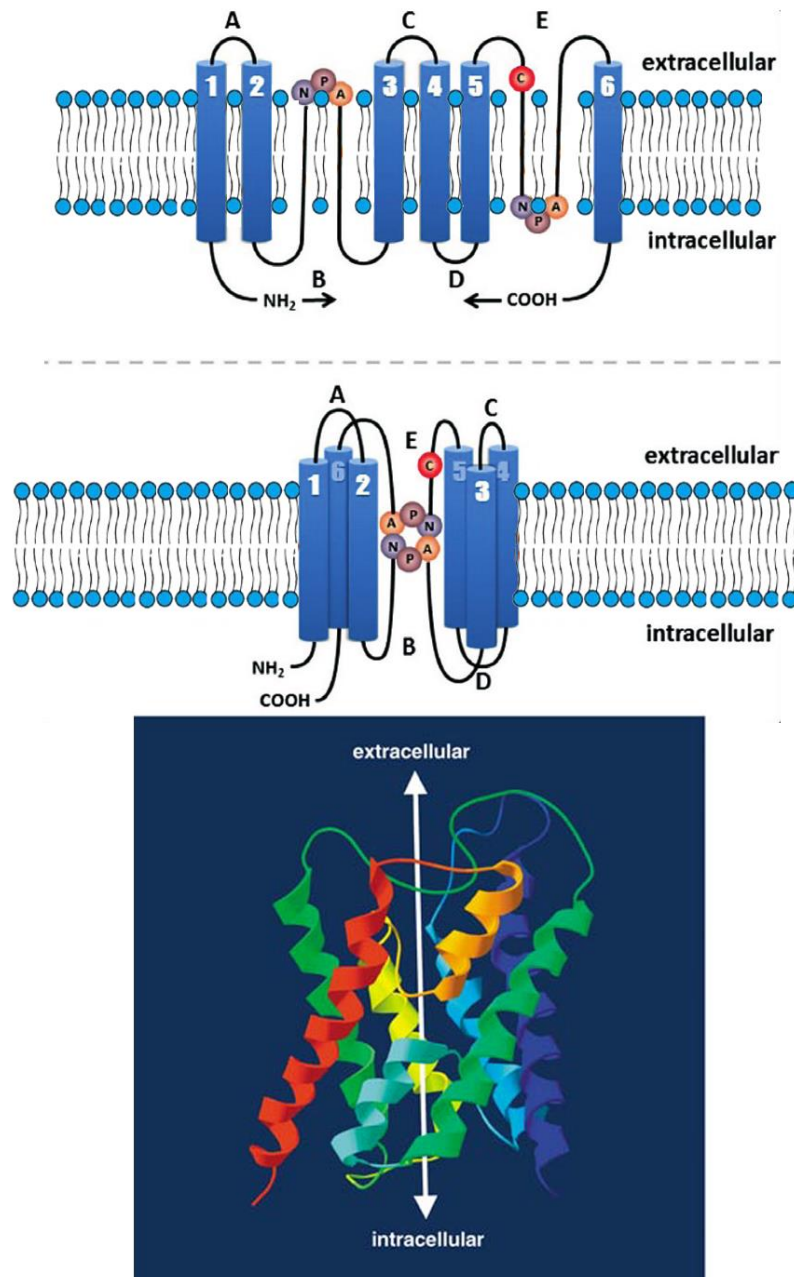 A C E
extracellular
1 2 N P A 3 4 5 C 6
N P A
intracellular
B D
NH2 COOH
A C
E
extracellular
C
6 5 4
1 2 3
A P N
N P A
intracellular
B
NH2
D
COOH
extracellular
intracellular